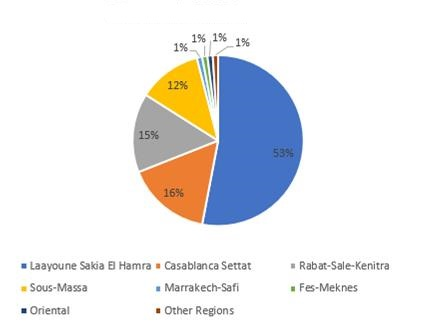 1% 1% 1% 1%
12%
15%
53%
16%
Laayoune Sakia El Hamra Casablanca Settat Rabat-Sale-Kenitra
Sous-Massa Marrakech-Safi Fes-Meknes
Oriental Other Regions